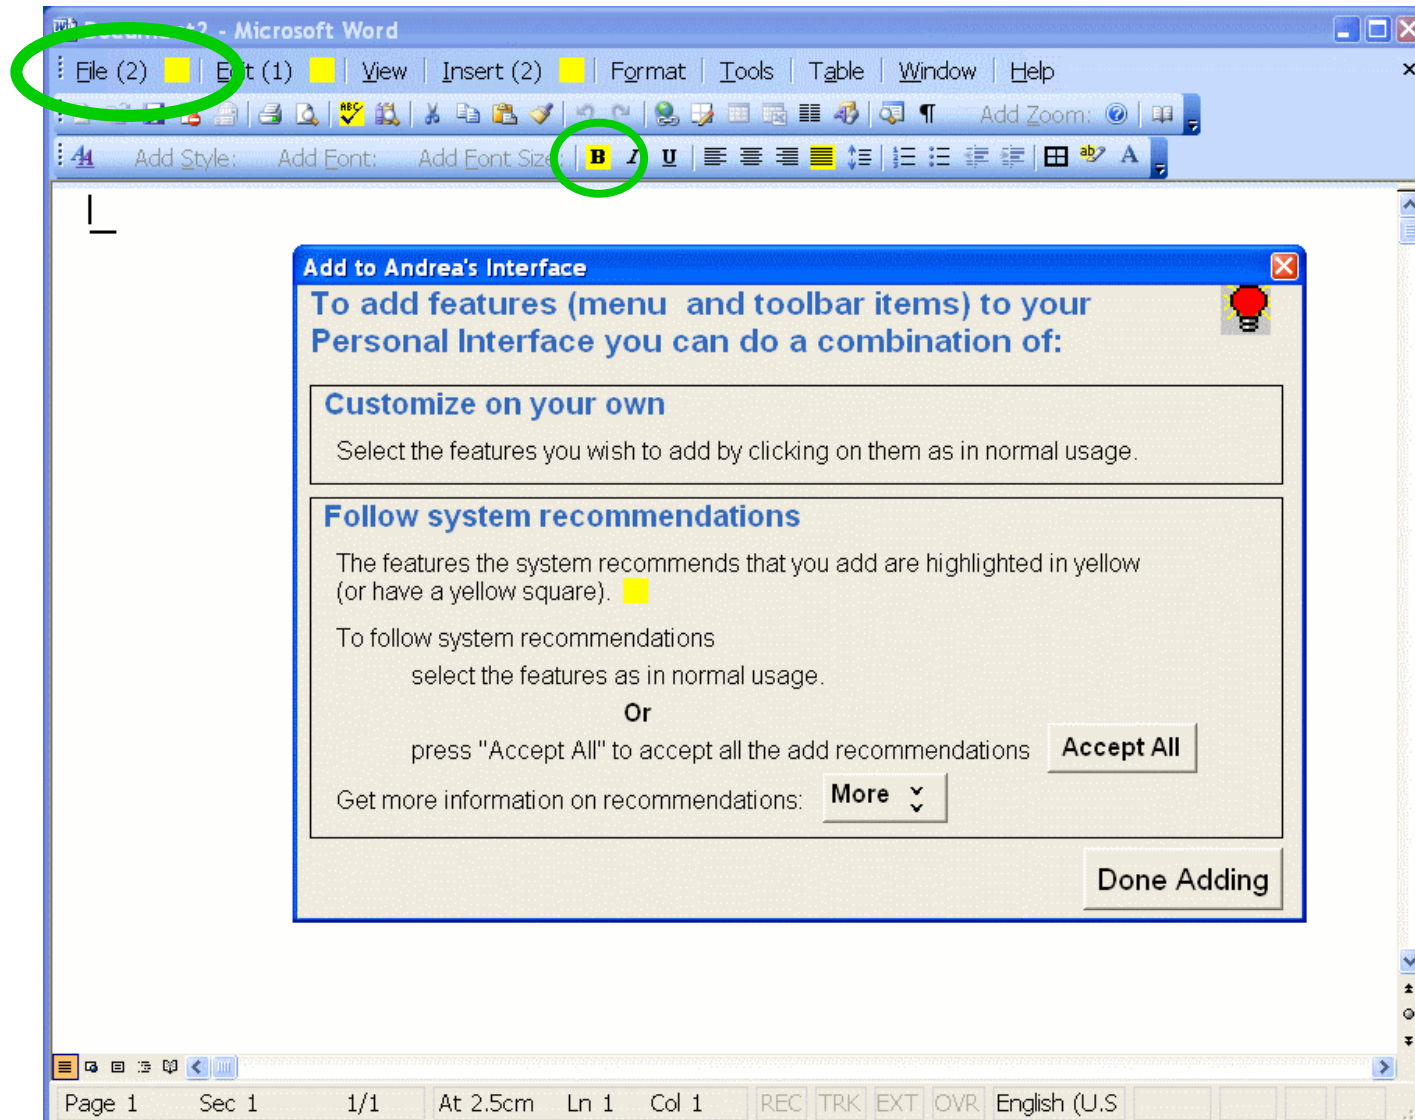 Document2 - Microsoft Word
File (2) Edit (1) View Insert (2) Format Tools Table Window Help
ABC Add Zoom:
Add Style: Add Font: Add Font Size: B I U ab A
Add to Andrea's Interface
To add features (menu and toolbar items) to your
Personal Interface you can do a combination of:
Customize on your own
Select the features you wish to add by clicking on them as in normal usage.
Follow system recommendations
The features the system recommends that you add are highlighted in yellow
(or have a yellow square).
To follow system recommendations
select the features as in normal usage.
Or
press "Accept All" to accept all the add recommendations Accept All
Get more information on recommendations: More
Done Adding
Page 1 Sec 1 1/1 At 2.5cm Ln 1 Col 1 REC TRK EXT OVR English (U.S